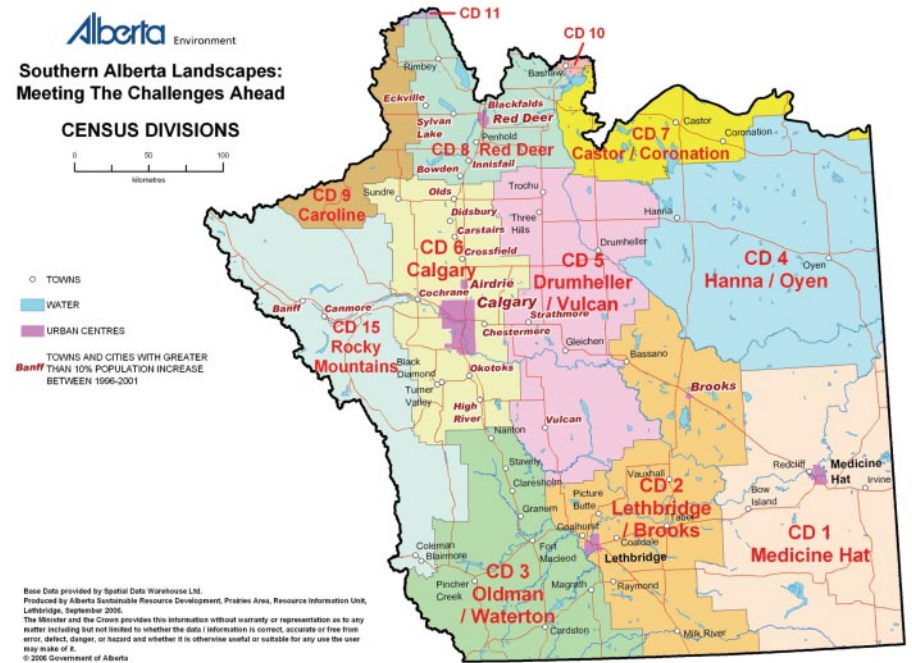 Alberta Environment
Southern Alberta Landscapes:
Meeting The Challenges Ahead
CENSUS DIVISIONS
0 50 100
kilometres
TOWNS
WATER
URBAN CENTRES
Banff TOWNS AND CITIES WITH GREATER
THAN 10% POPULATION INCREASE
BETWEEN 1996-2001
CD 11
CD 10
Rimbey
Bashaw
Eckville
Blackfalds
Red Deer
Sylvan
Lake
Penhold
CD 8 Red Deer
Innisfail
Bowden
Castor
Coronation
CD 7
Castor / Coronation
CD 9
Caroline
Sundre
Olds
Trochu
Didsbury
Three
Hills
Carstairs
Hanna
Crossfield
Drumheller
CD 6
Calgary
CD 5
Drumheller
/ Vulcan
CD 4
Hanna / Oyen
Oyen
Airdrie
Cochrane
Calgary
Strathmore
Chestermere
Banff
Canmore
CD 15
Rocky
Mountains
Gleichen
Bassano
Black
Diamond
Turner
Valley
Okotoks
High
River
Brooks
Vulcan
Nanton
Stavely
Claresholm
Granum
Vauxhall
Picture
Butte
Redcliff
Medicine
Hat
Irvine
Bow
Island
CD 2
Lethbridge
/ Brooks
Taber
Coalhurst
Coaldale
Lethbridge
Fort
Macleod
CD 1
Medicine Hat
Coleman
Blairmore
Pincher
Creek
CD 3
Oldman
/ Waterton
Magrath
Raymond
Cardston
Milk River
Base Data provided by Spatial Data Warehouse Ltd.
Produced by Alberta Sustainable Resource Development, Prairies Area, Resource Information Unit,
Lethbridge, September 2006.
The Minister and the Crown provides this information without warranty or representation as to any
matter including but not limited to whether the data / information is correct, accurate or free from
error, defect, danger, or hazard and whether it is otherwise useful or suitable for any use the user
may make of it.
© 2006 Government of Alberta